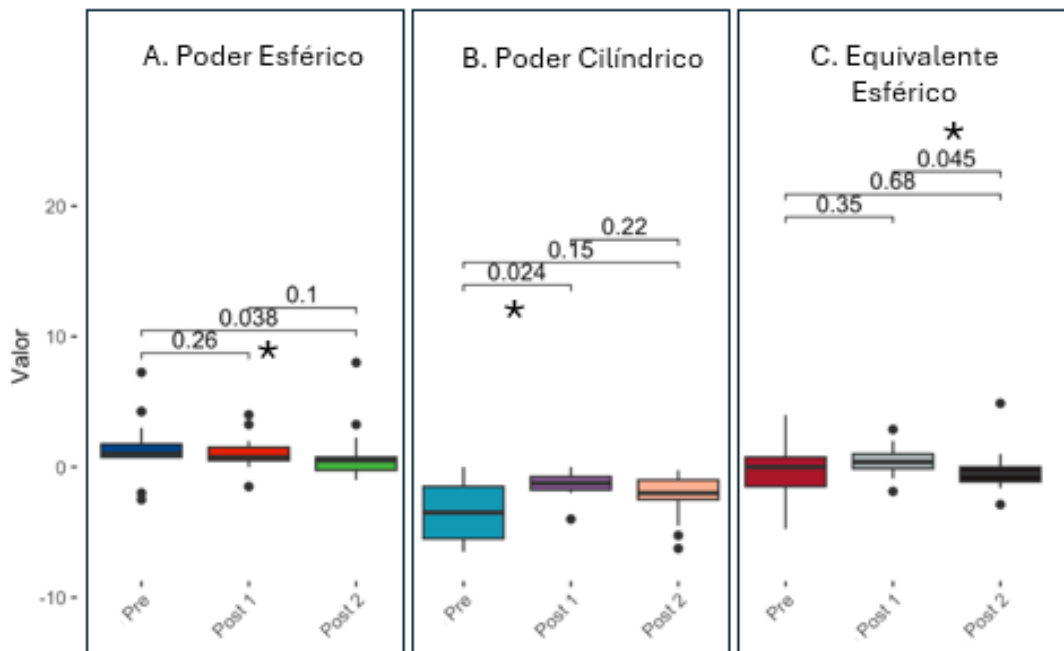 A. Poder Esférico
B. Poder Cilíndrico
C. Equivalente
Esférico
*
0.045
0.68
0.35
20
0.22
0.15
0.024
*
0.1
0.038
0.26
*
10
Valor
0
-10
Pre
Post 1
Post 2
Pre
Post 1
Post 2
Pre
Post 1
Post 2